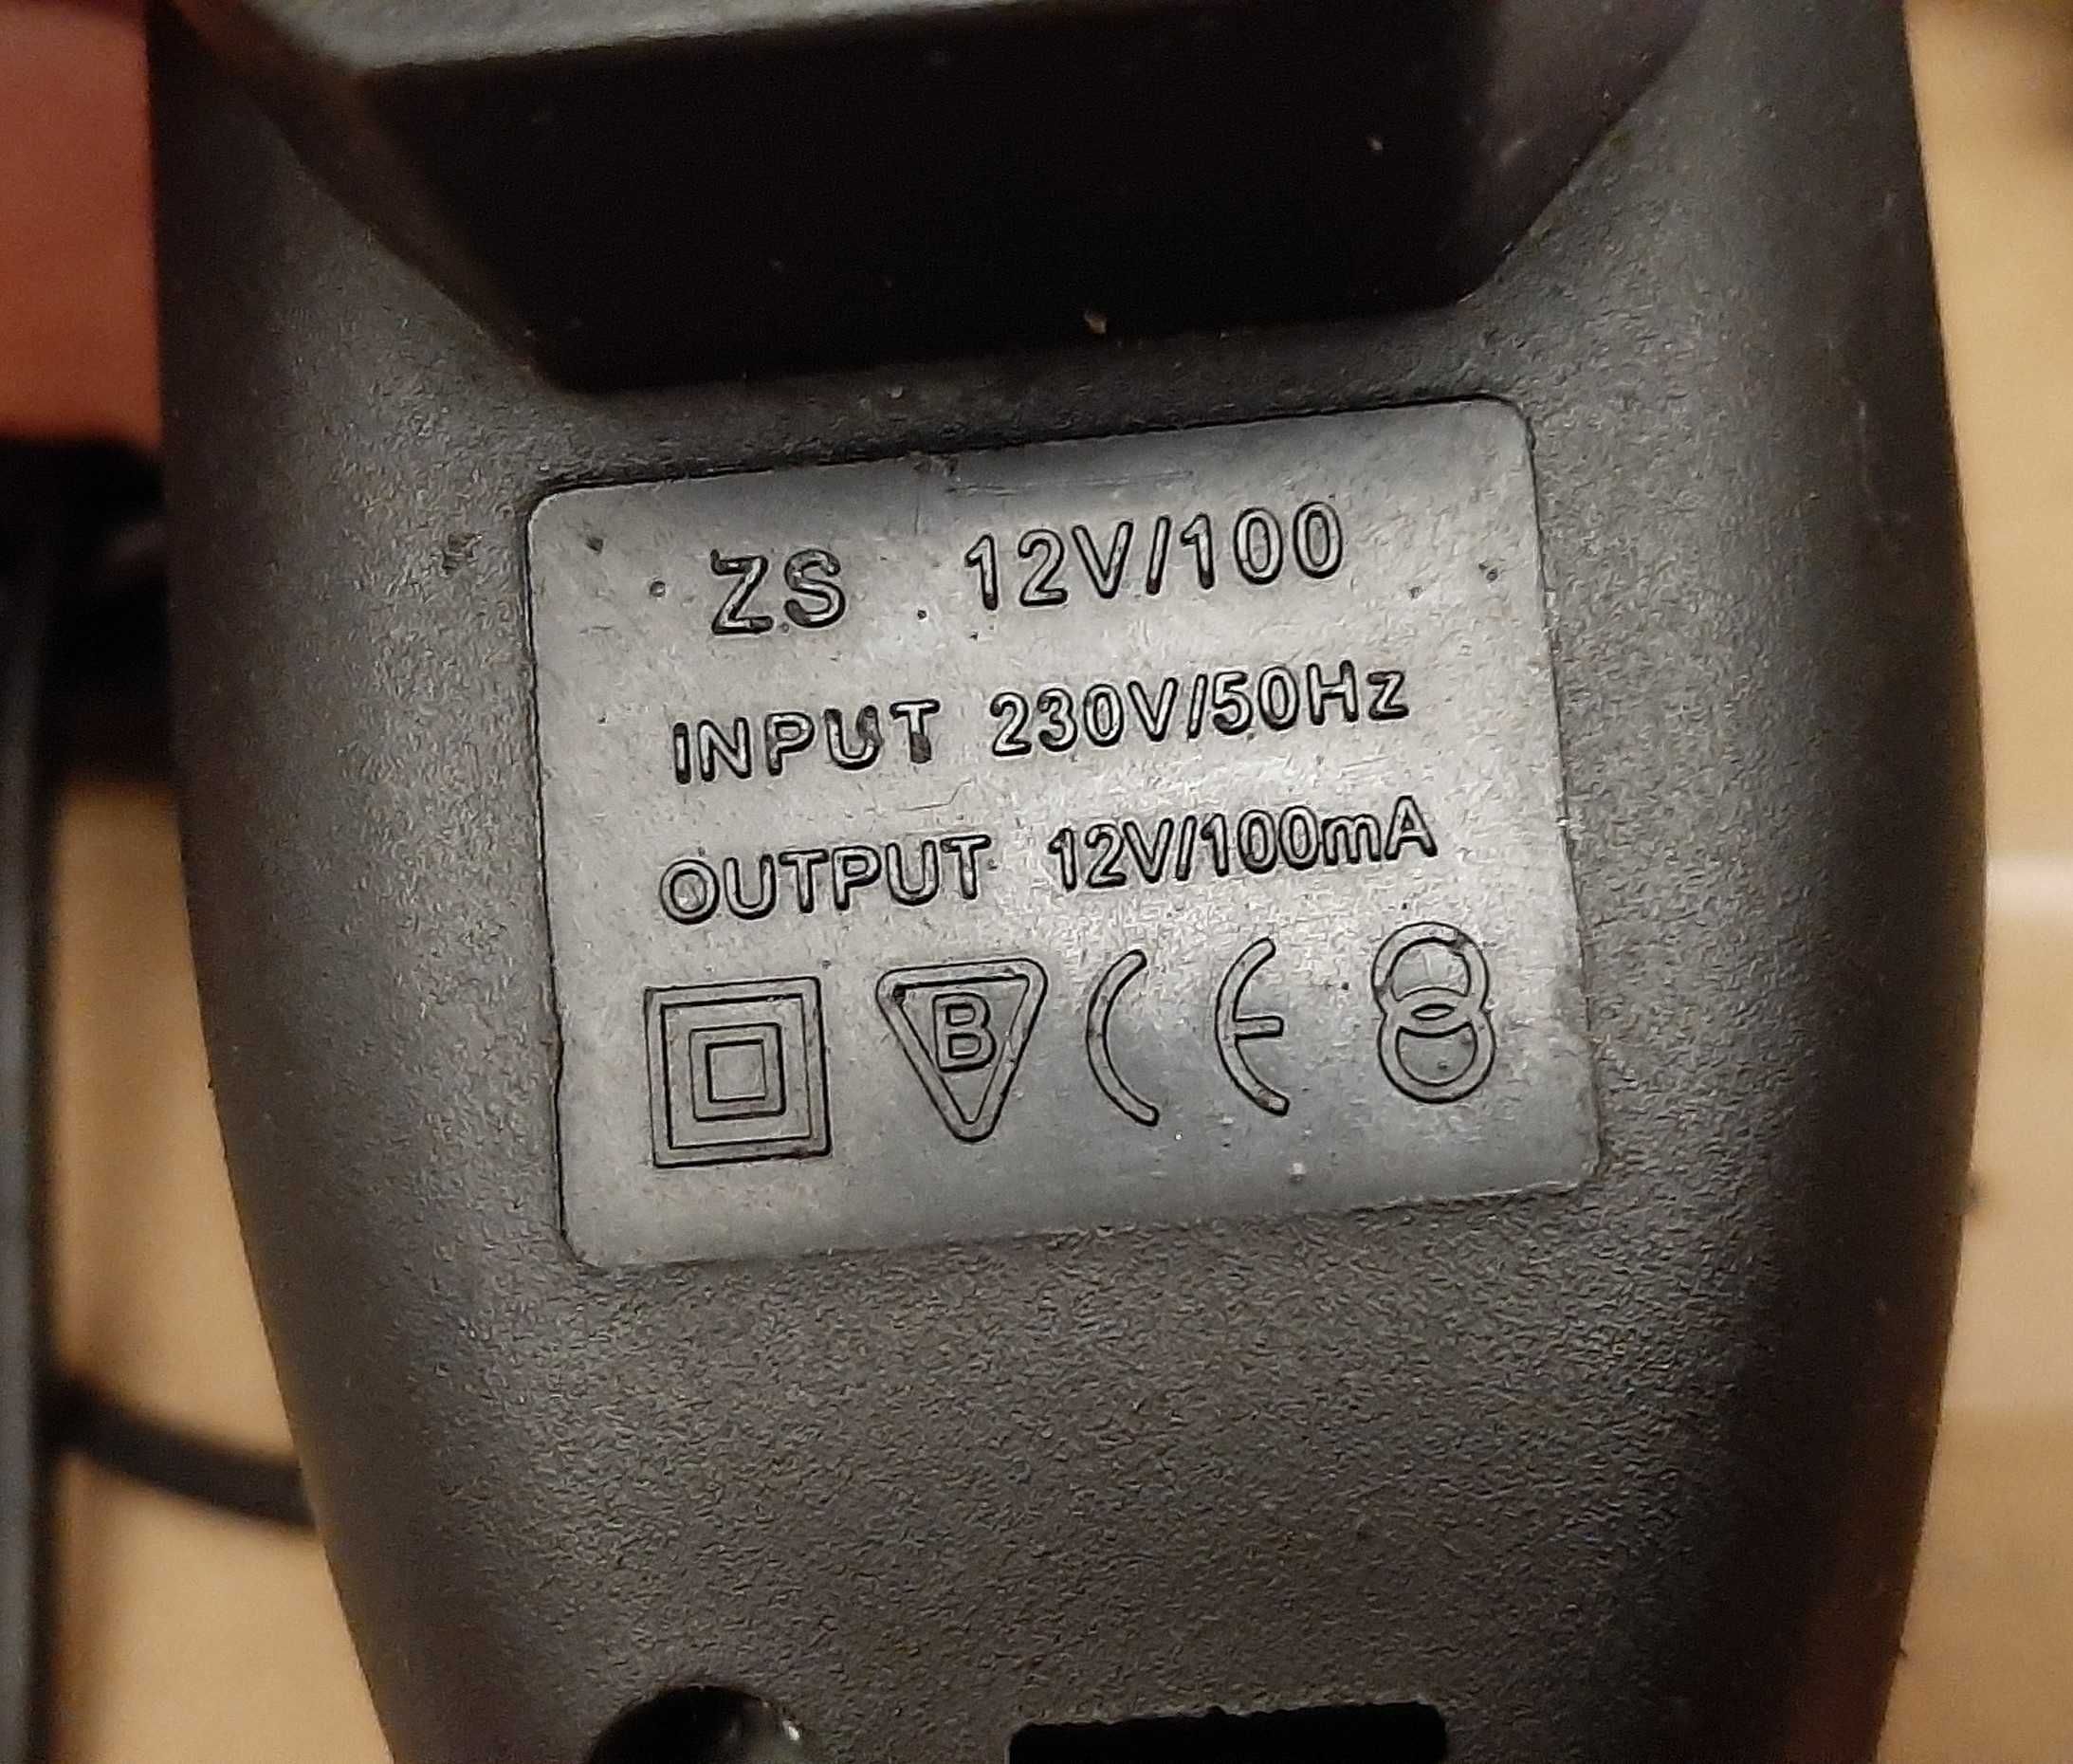 ZS 12V/100
INPUT 230V/50Hz
OUTPUT 12V/100mA
B CE